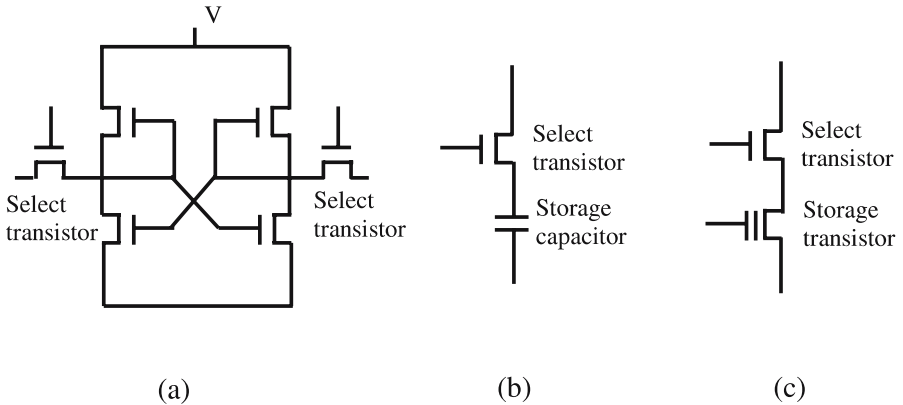 V
Select
transistor
Select
transistor
(a)
Select
transistor
Storage
capacitor
(b)
Select
transistor
Storage
transistor
(c)